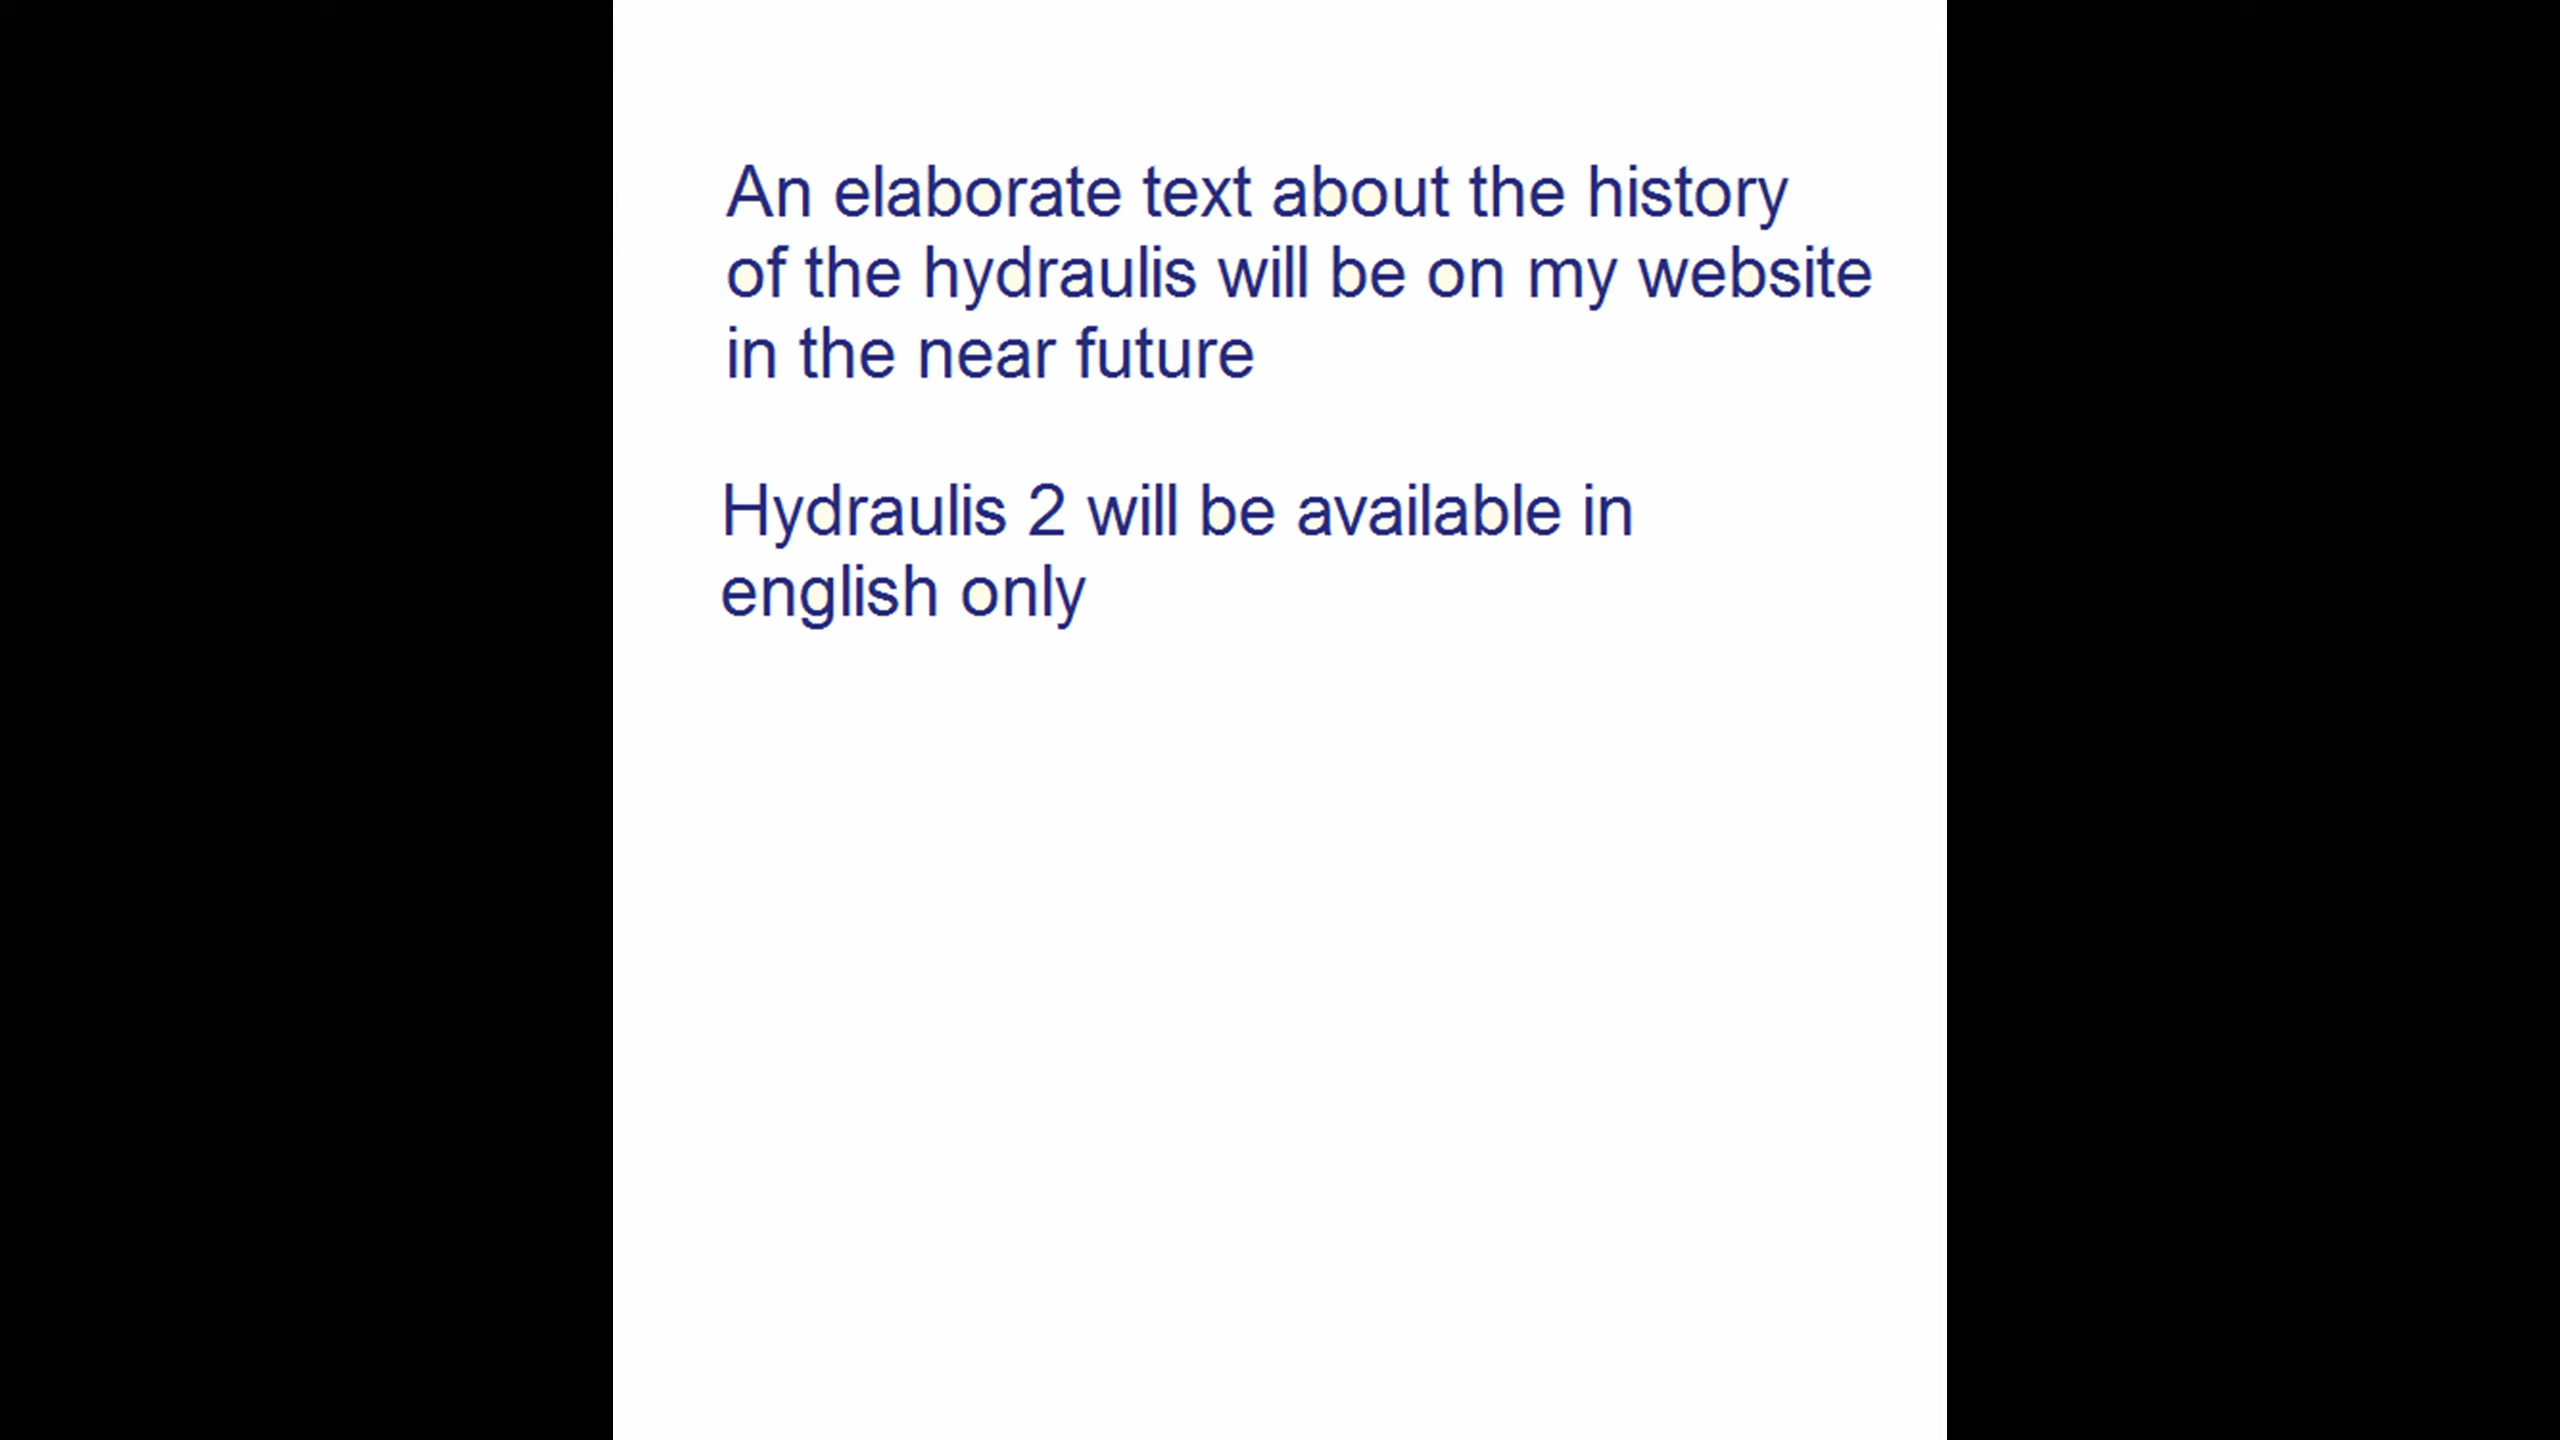 An elaborate text about the history
of the hydraulis will be on my website
in the near future
Hydraulis 2 will be available in
english only